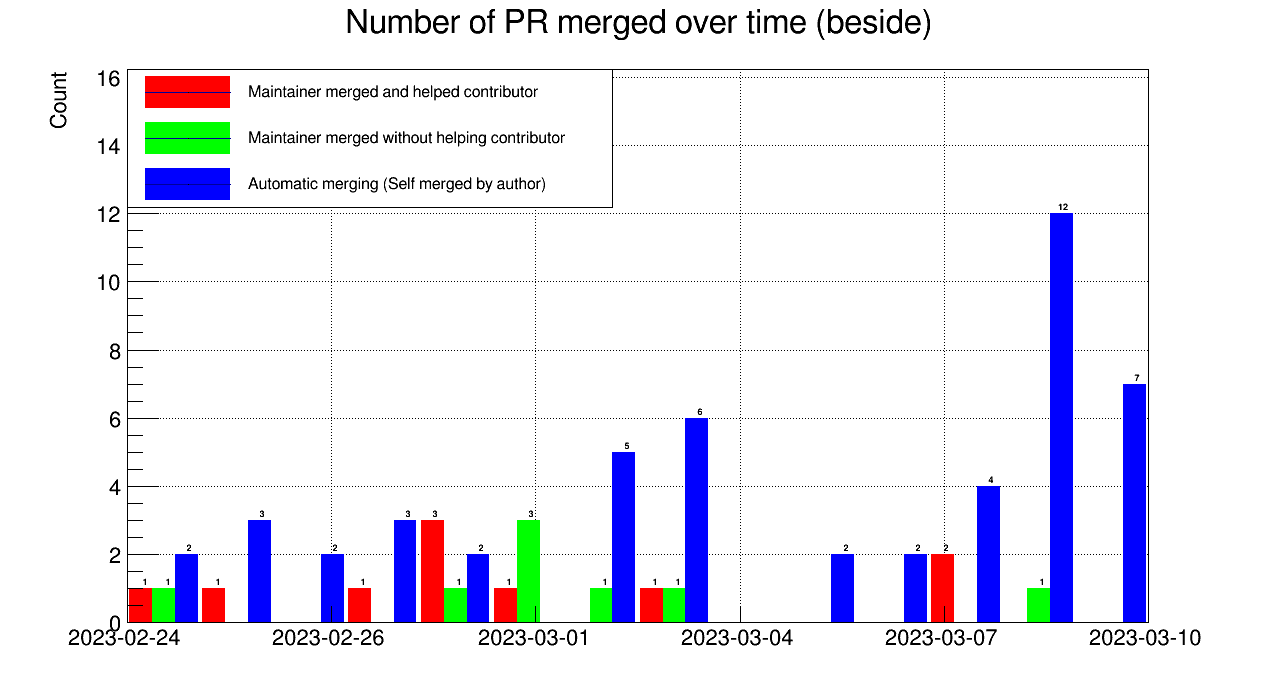 Number of PR merged over time (beside)
Count
16
14
12
10
8
6
4
2
0
Maintainer merged and helped contributor
Maintainer merged without helping contributor
Automatic merging (Self merged by author)
1 1 2 1 3 2 1 3 3 1 2 1 3 1 5 1 1 6 2 2 2 4 1 12 7
2023-02-24 2023-02-26 2023-03-01 2023-03-04 2023-03-07 2023-03-10